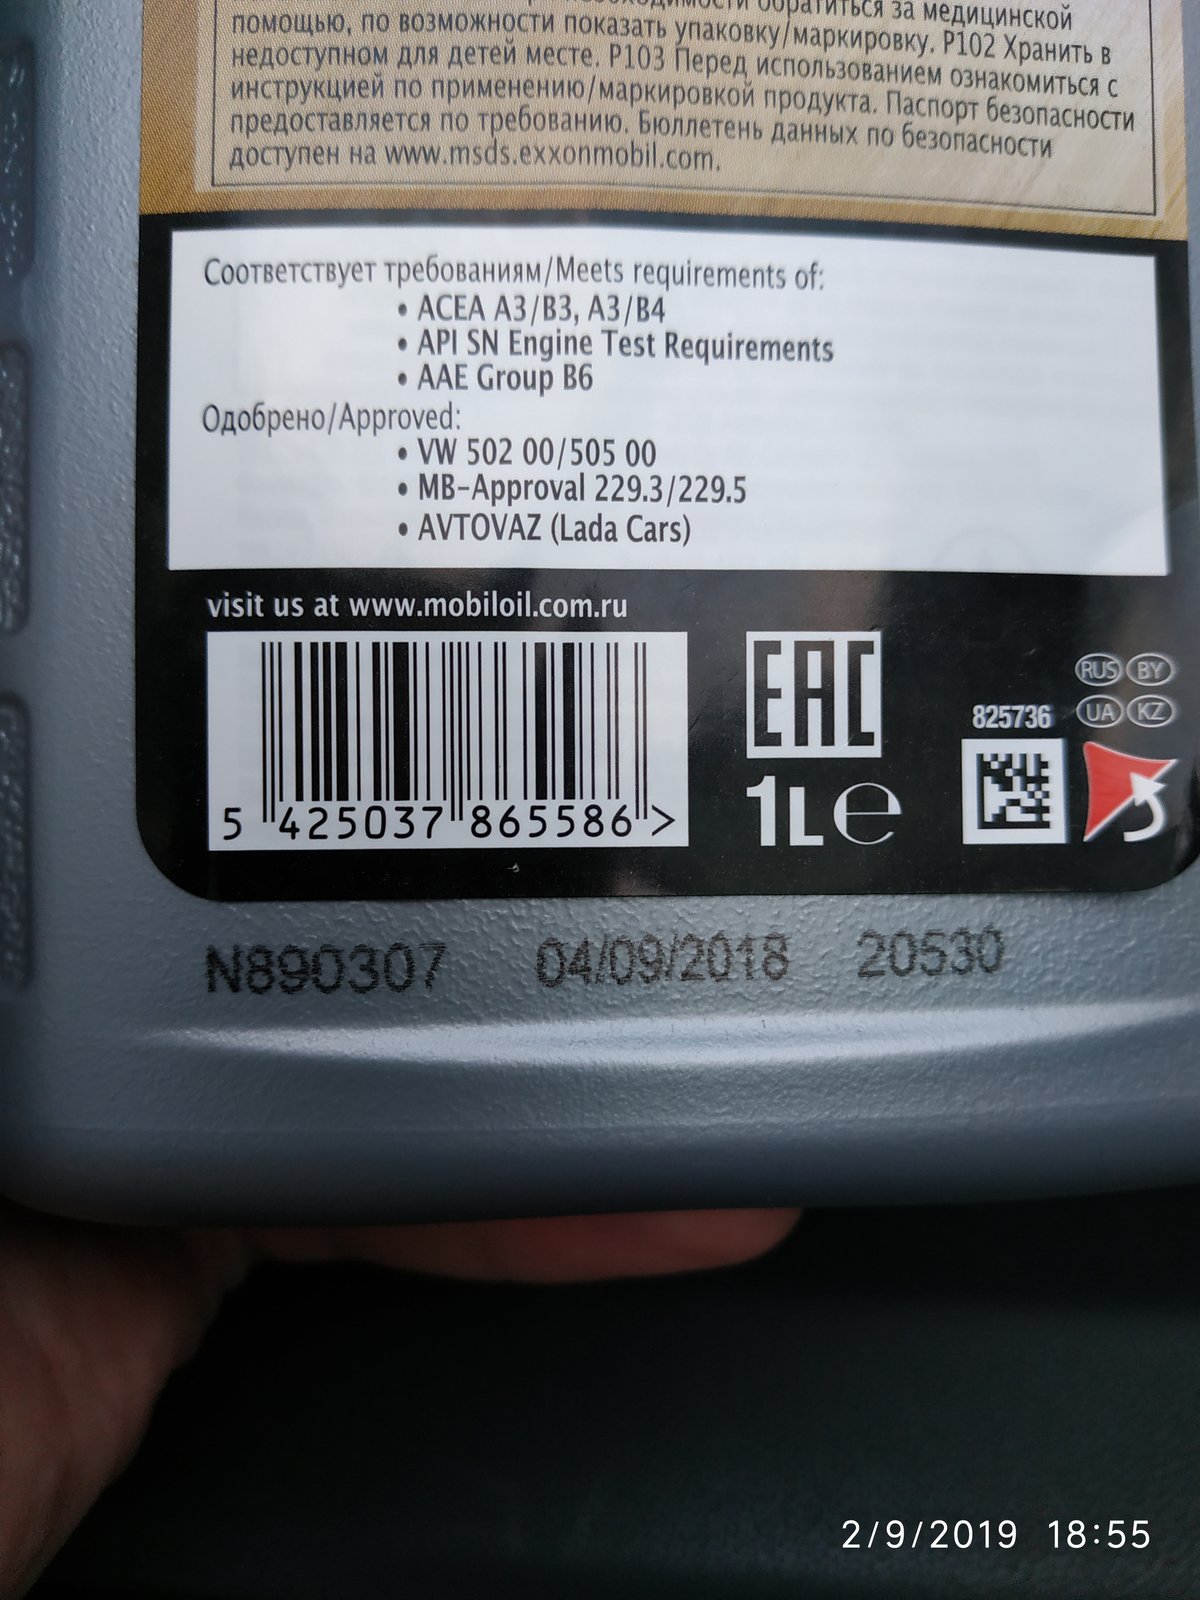 обратиться за медицинской
помощью, по возможности показать упаковку/маркировку. P102 Хранить в
недоступном для детей месте. P103 Перед использованием ознакомиться с
инструкцией по применению/маркировкой продукта. Паспорт безопасности
предоставляется по требованию. Бюллетень данных по безопасности
доступен на www.msds.exxonmobil.com.
Соответствует требованиям/Meets requirements of:
• ACEA A3/B3, A3/B4
• API SN Engine Test Requirements
• AAE Group B6
Одобрено/Approved:
• VW 502 00/505 00
• MB-Approval 229.3/229.5
• AVTOVAZ (Lada Cars)
visit us at www.mobiloil.com.ru
5 425037 865586 >
EAC
1L e
825736
RUS BY
UA KZ
N890307 04/09/2018 20530
2/9/2019 18:55